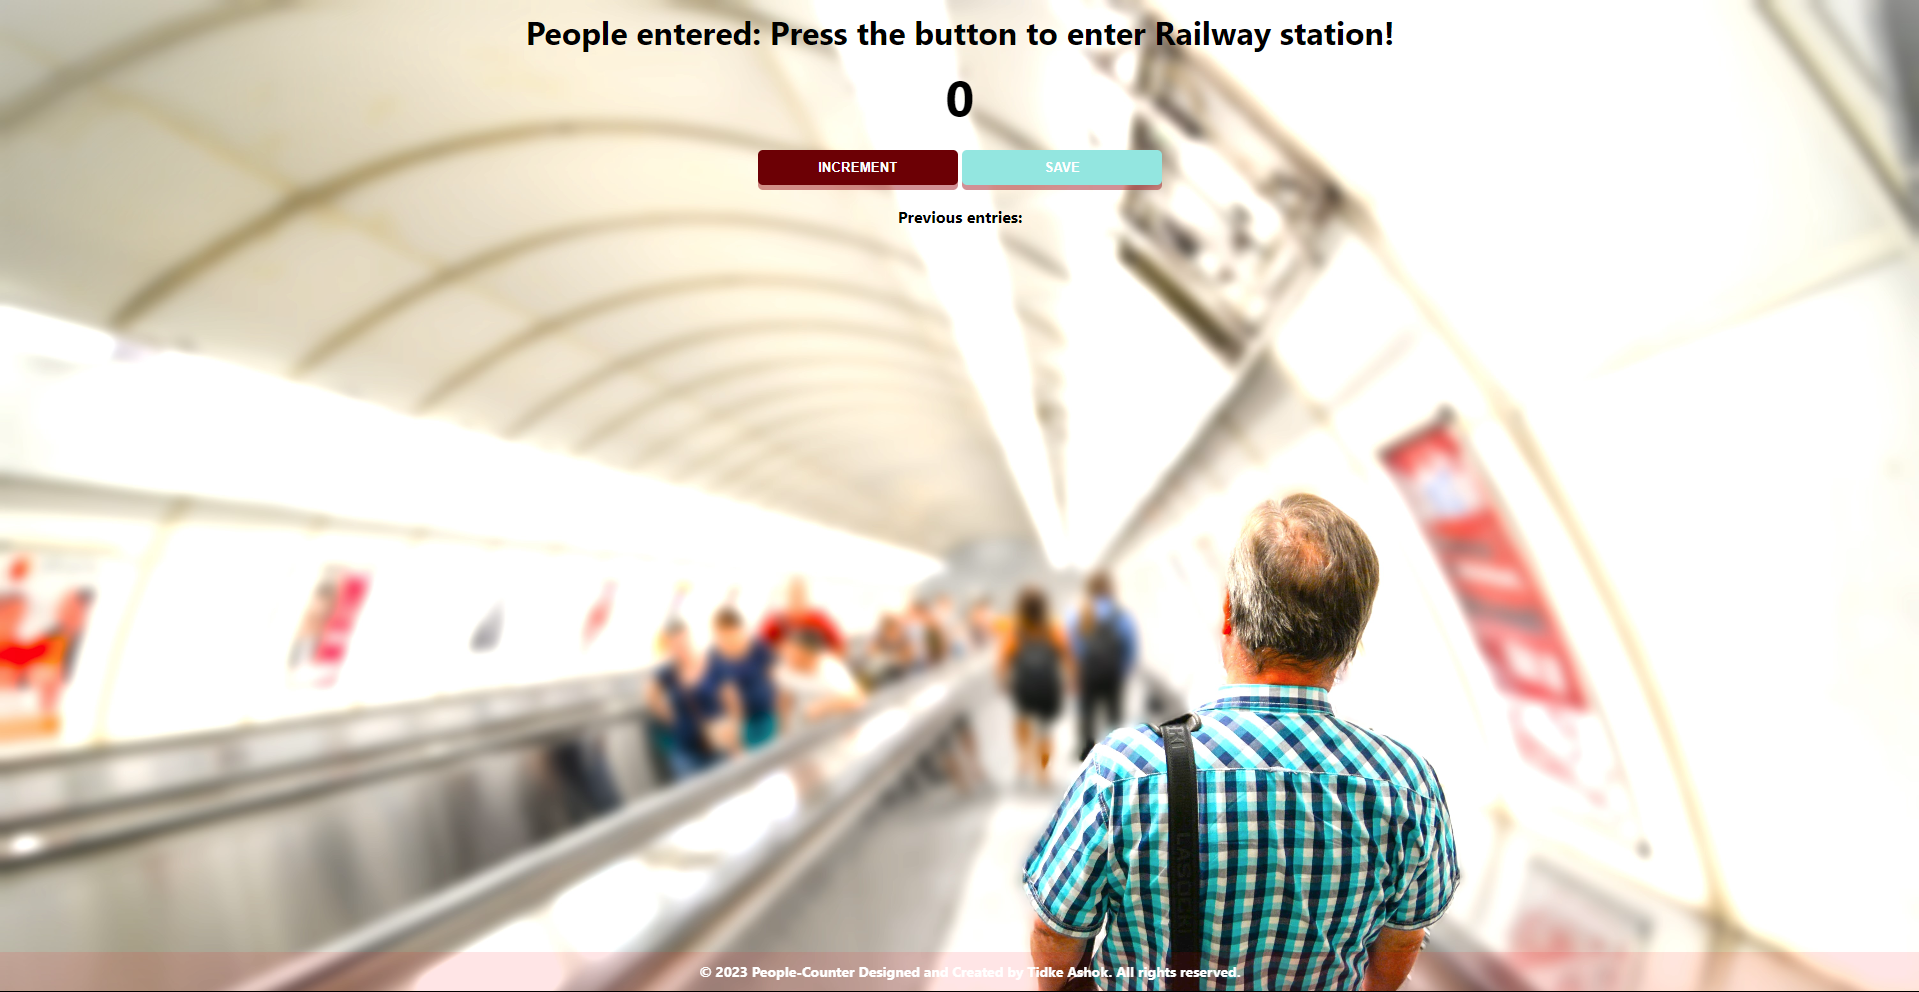 People entered: Press the button to enter Railway station!
0
INCREMENT SAVE
Previous entries:
LASOCKI
© 2023 People-Counter Designed and Created by Tidke Ashok. All rights reserved.